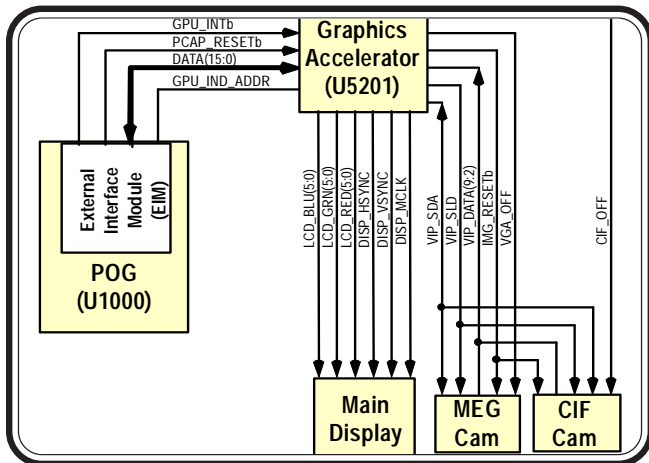 GPU_INTb
PCAP_RESETb
DATA(15:0)
GPU_IND_ADDR
Graphics
Accelerator
(U5201)
External
Interface
Module
(EIM)
POG
(U1000)
LCD_BLU(5:0)
LCD_GRN(5:0)
LCD_RED(5:0)
DISP_HSYNC
DISP_VSYNC
DISP_MCLK
VIP_SDA
VIP_SLD
VIP_DATA(9:2)
IMG_RESETb
VGA_OFF
CIF_OFF
Main
Display
MEG
Cam
CIF
Cam